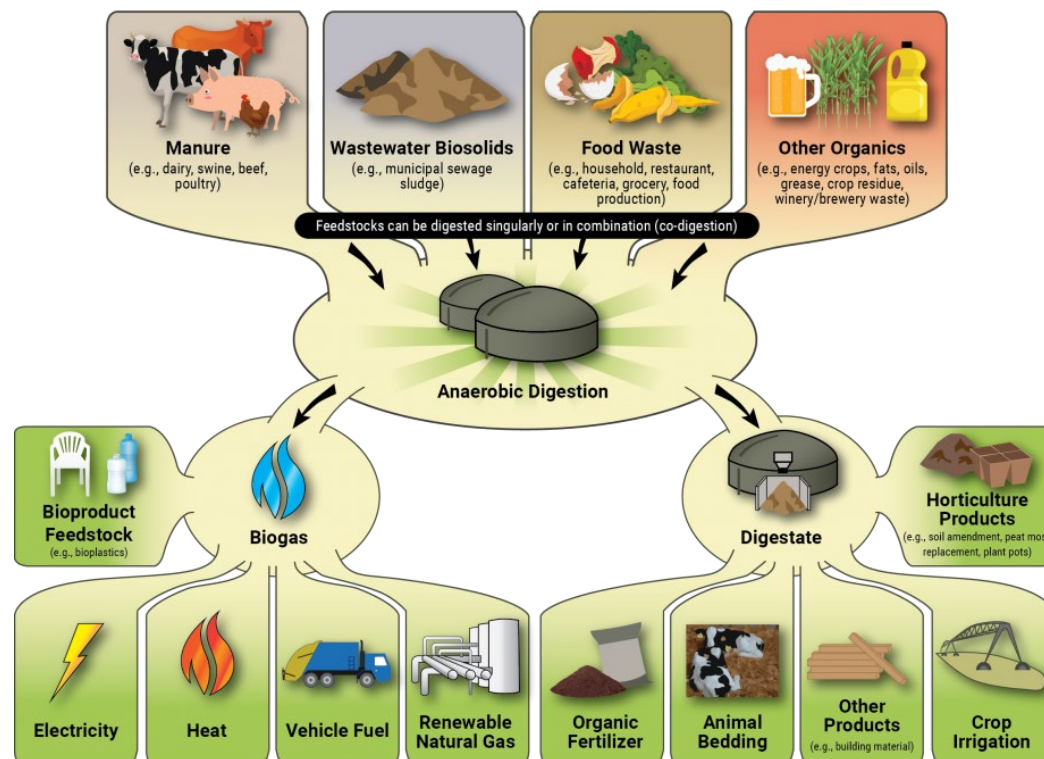 Manure
(e.g., dairy, swine, beef,
poultry)
Wastewater Biosolids
(e.g., municipal sewage
sludge)
Food Waste
(e.g., household, restaurant,
cafeteria, grocery, food
production)
Other Organics
(e.g., energy crops, fats, oils,
grease, crop residue,
winery/brewery waste)
Feedstocks can be digested singularly or in combination (co-digestion)
Anaerobic Digestion
Biogas
Digestate
Bioproduct
Feedstock
(e.g., bioplastics)
Horticulture
Products
(e.g., soil amendment, peat mos
replacement, plant pots)
Electricity
Heat
Vehicle Fuel
Renewable
Natural Gas
Organic
Fertilizer
Animal
Bedding
Other
Products
(e.g., building material)
Crop
Irrigation